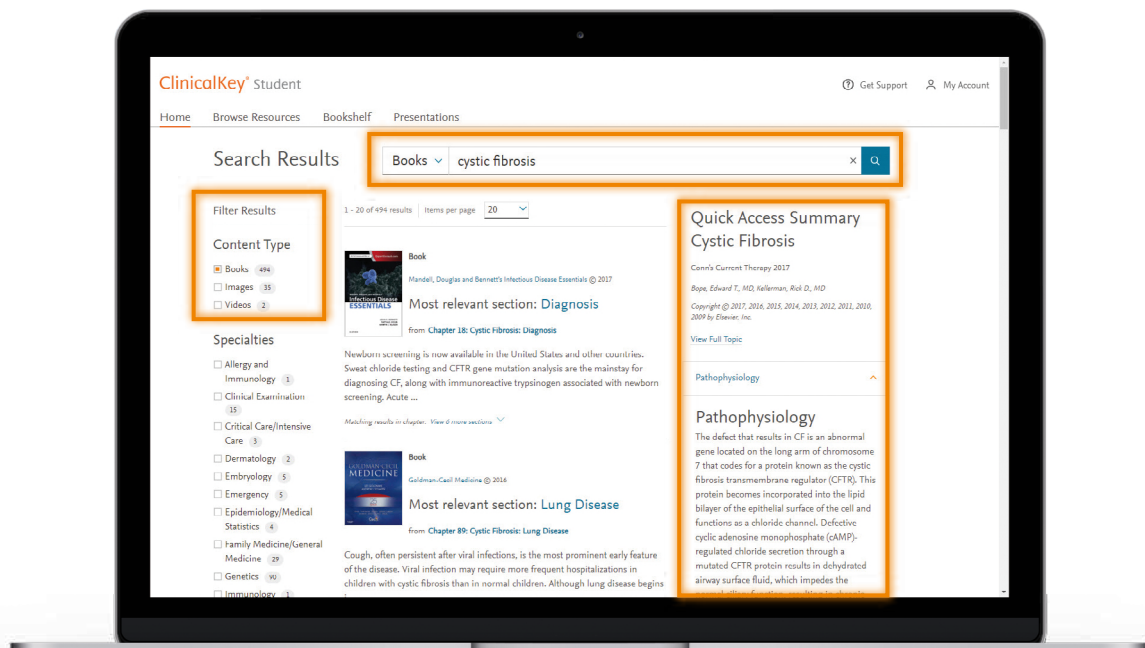 ClinicalKey® Student
Get Support
My Account
Home
Browse Resources
Bookshelf
Presentations
Search Results
Books
cystic fibrosis
×
Filter Results
Content Type
Books 494
Images 35
Videos 2
Specialties
Allergy and
Immunology 1
Clinical Examination
15
Critical Care/Intensive
Care 3
Dermatology 2
Embryology 5
Emergency 5
Epidemiology/Medical
Statistics 4
Family Medicine/General
Medicine 29
Genetics 90
Immunology 1
1 - 20 of 494 results
Items per page 20
Infectious Disease
ESSENTIALS
Book
Mandell, Douglas and Bennett's Infectious Disease Essentials © 2017
Most relevant section: Diagnosis
from Chapter 18: Cystic Fibrosis: Diagnosis
Newborn screening is now available in the United States and other countries.
Sweat chloride testing and CFTR gene mutation analysis are the mainstay for
diagnosing CF, along with immunoreactive trypsinogen associated with newborn
screening. Acute ...
Matching results in chapter. View 6 more sections
GOLDMAN-CECIL
MEDICINE
Book
Goldman-Cecil Medicine © 2016
Most relevant section: Lung Disease
from Chapter 89: Cystic Fibrosis: Lung Disease
Cough, often persistent after viral infections, is the most prominent early feature
of the disease. Viral infection may require more frequent hospitalizations in
children with cystic fibrosis than in normal children. Although lung disease begins
Quick Access Summary
Cystic Fibrosis
Conn's Current Therapy 2017
Bope, Edward T., MD, Kellerman, Rick D., MD
Copyright © 2017, 2016, 2015, 2014, 2013, 2012, 2011, 2010,
2009 by Elsevier, Inc.
View Full Topic
Pathophysiology
Pathophysiology
The defect that results in CF is an abnormal
gene located on the long arm of chromosome
7 that codes for a protein known as the cystic
fibrosis transmembrane regulator (CFTR). This
protein becomes incorporated into the lipid
bilayer of the epithelial surface of the cell and
functions as a chloride channel. Defective
cyclic adenosine monophosphate (cAMP)-
regulated chloride secretion through a
mutated CFTR protein results in dehydrated
airway surface fluid, which impedes the